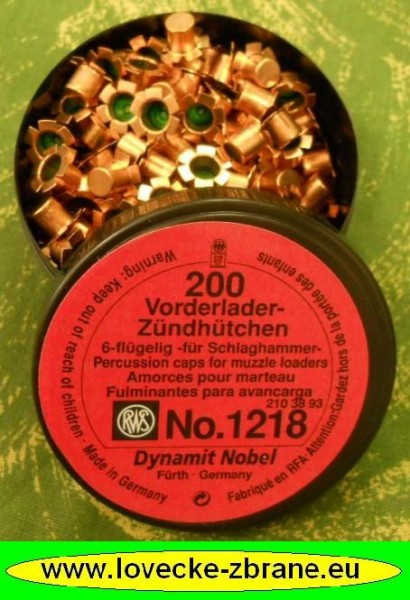 200
Vorderlader-
Zündhütchen
6-flügelig -für Schlaghammer-
Percussion caps for muzzle loaders
Amorces pour marteau
Fulminantes para avancarga
210 38 93
RWS No.1218
Dynamit Nobel
Fürth · Germany
Warning· Keep out of reach of children · Made in Germany
Fabriqué en RFA Attention·Gardez hors de la portée des enfants
www.lovecke-zbrane.eu